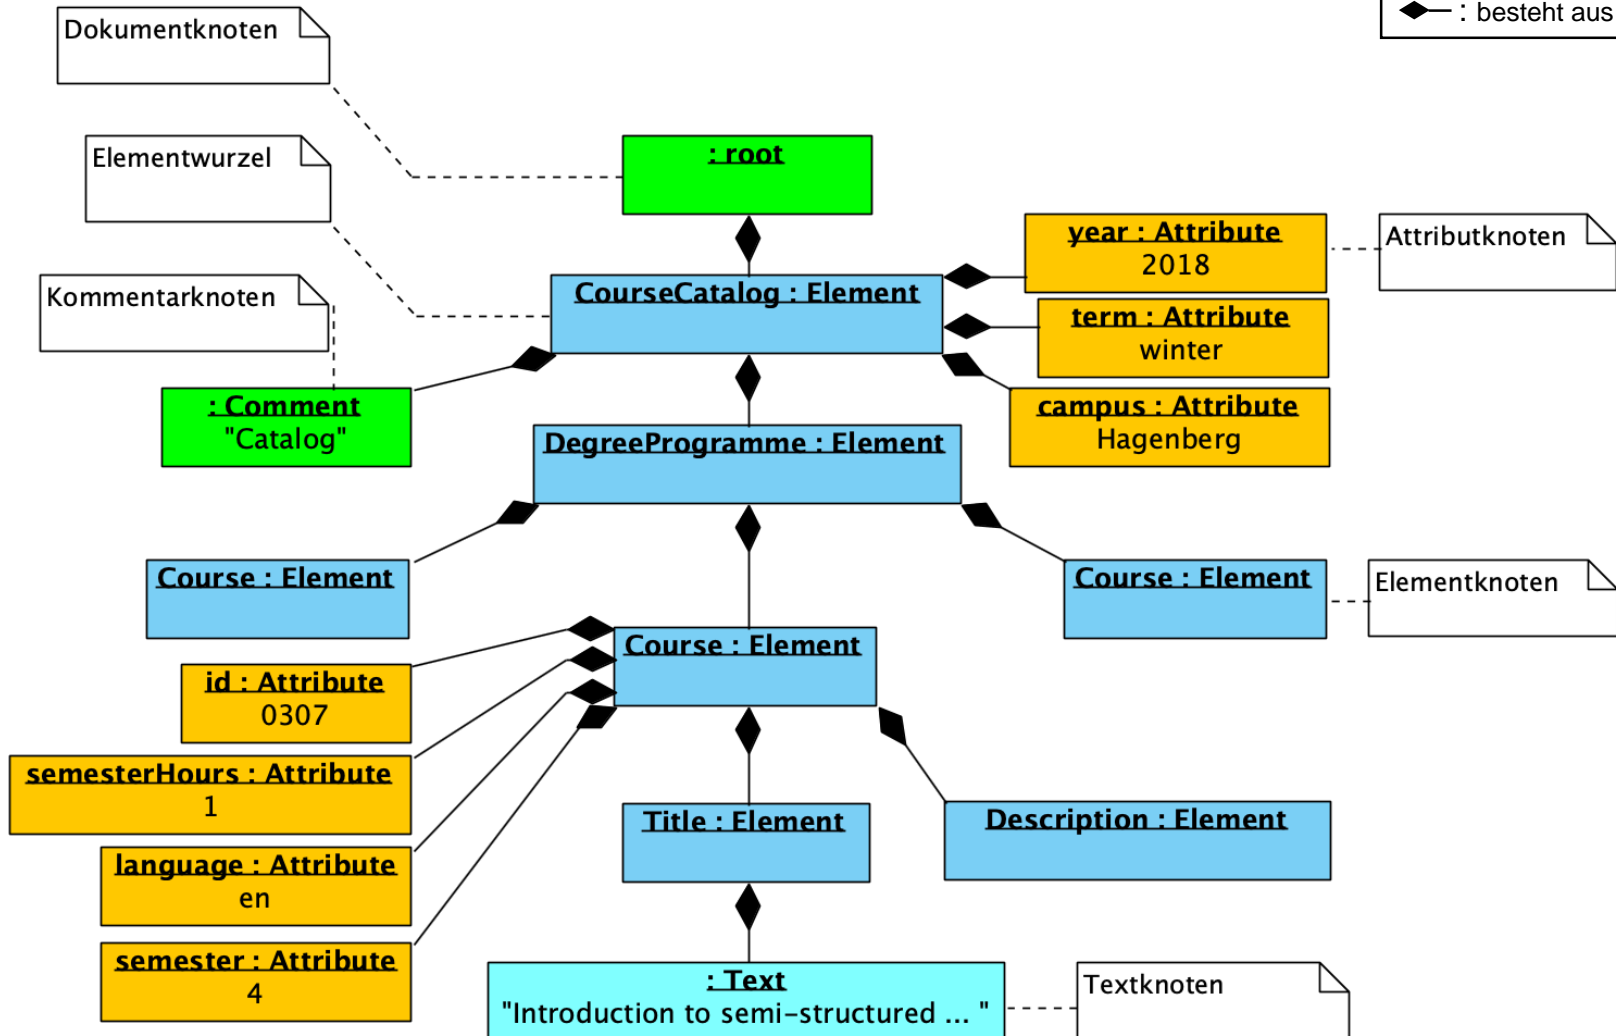 : besteht aus
Dokumentknoten
: root
Elementwurzel
year : Attribute
2018
Attributknoten
Kommentarknoten
CourseCatalog : Element
term : Attribute
winter
: Comment
"Catalog"
campus : Attribute
Hagenberg
DegreeProgramme : Element
Course : Element
Course : Element
Elementknoten
Course : Element
id : Attribute
0307
semesterHours : Attribute
1
Title : Element
Description : Element
language : Attribute
en
semester : Attribute
4
: Text
"Introduction to semi-structured ... "
Textknoten